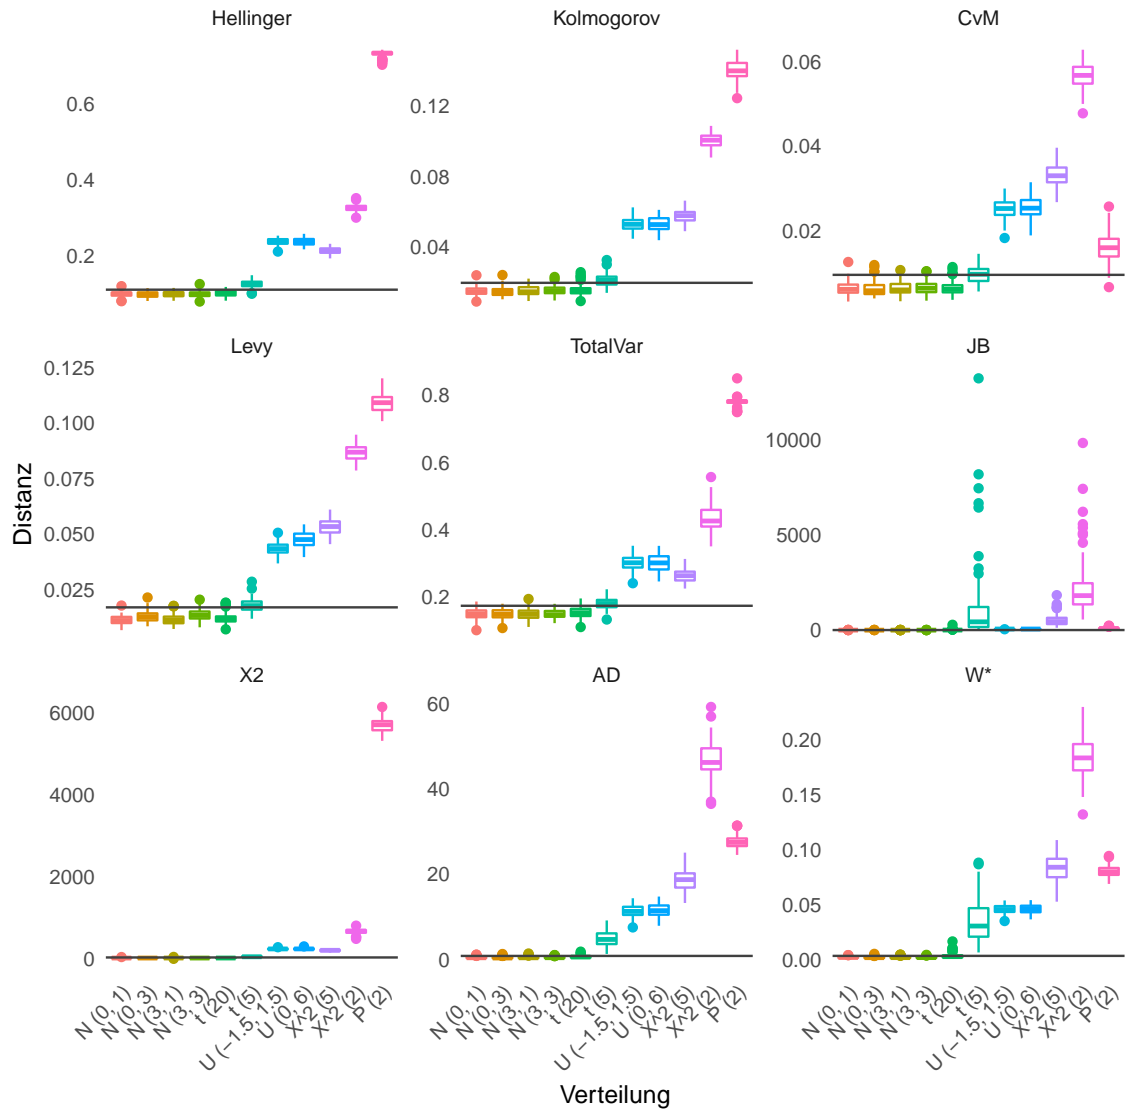 Hellinger
Kolmogorov
CvM
0.6
0.4
0.2
0.12
0.08
0.04
0.06
0.04
0.02
Levy
TotalVar
JB
0.125
0.100
0.075
0.050
0.025
0.8
0.6
0.4
0.2
10000
5000
0
X2
AD
W*
6000
4000
2000
0
60
40
20
0
0.20
0.15
0.10
0.05
0.00
Distanz
N (0, 1)
N (0, 3)
N (3, 1)
N (3, 3)
t (20)
t (5)
U (−1.5, 1.5)
U (0, 6)
X^2 (5)
X^2 (2)
P (2)
N (0, 1)
N (0, 3)
N (3, 1)
N (3, 3)
t (20)
t (5)
U (−1.5, 1.5)
U (0, 6)
X^2 (5)
X^2 (2)
P (2)
N (0, 1)
N (0, 3)
N (3, 1)
N (3, 3)
t (20)
t (5)
U (−1.5, 1.5)
U (0, 6)
X^2 (5)
X^2 (2)
P (2)
Verteilung